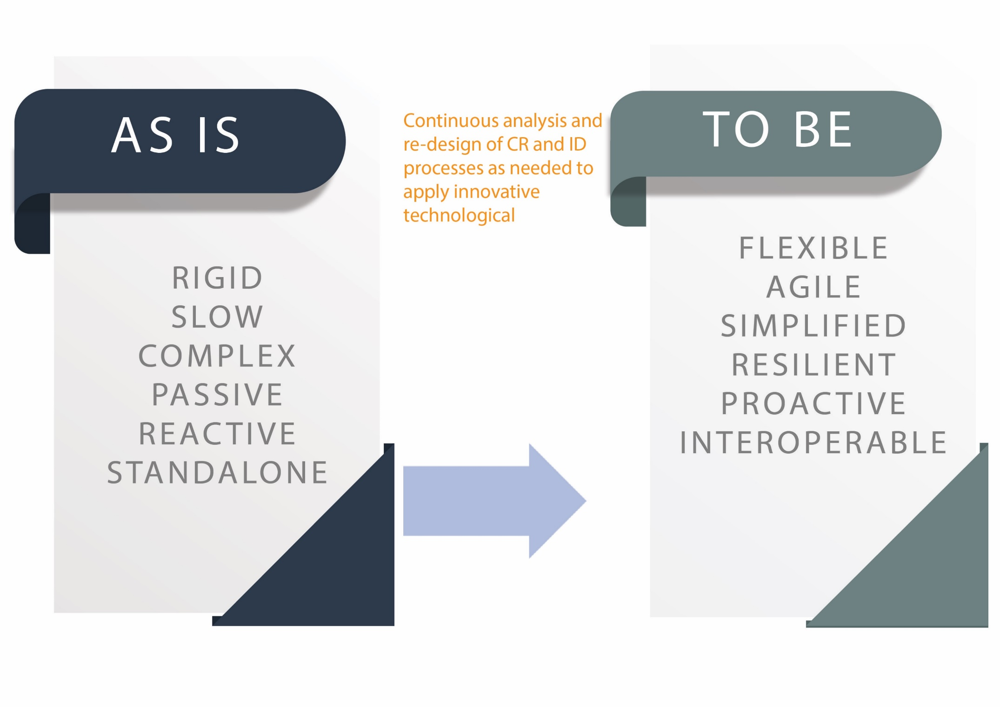 AS IS
RIGID
SLOW
COMPLEX
PASSIVE
REACTIVE
STANDALONE
Continuous analysis and
re-design of CR and ID
processes as needed to
apply innovative
technological
TO BE
FLEXIBLE
AGILE
SIMPLIFIED
RESILIENT
PROACTIVE
INTEROPERABLE